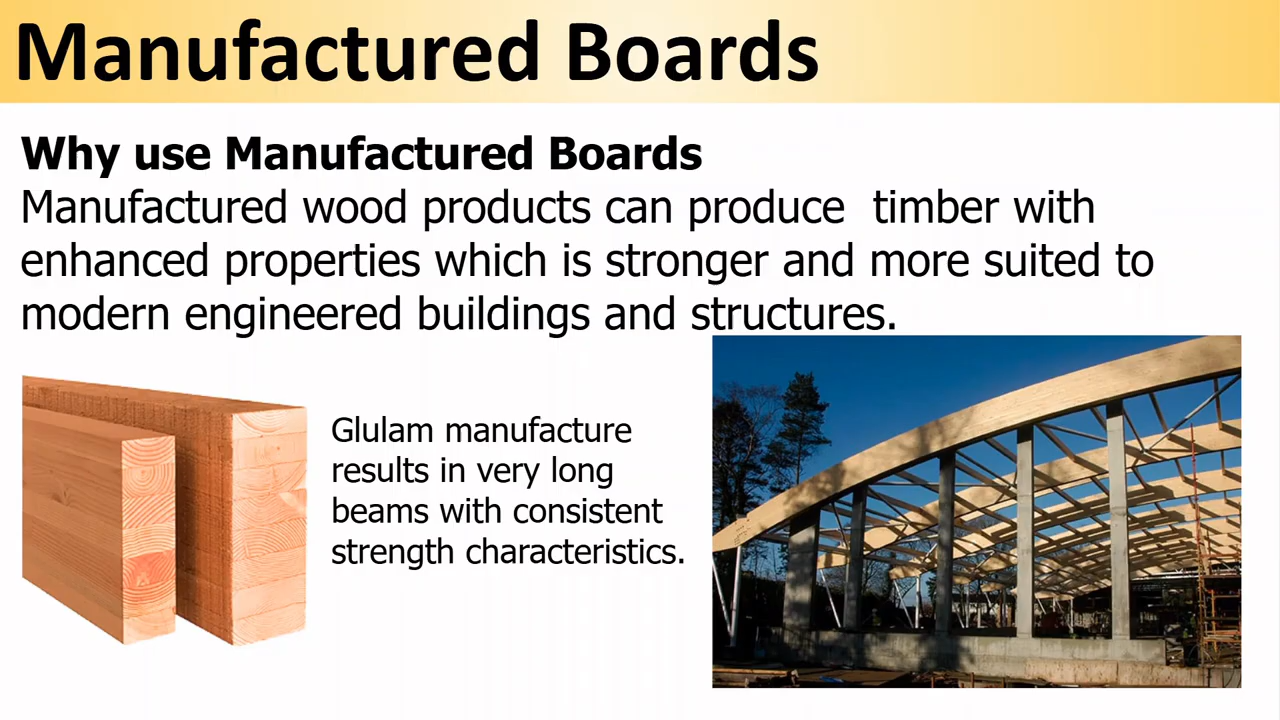 Manufactured Boards
Why use Manufactured Boards
Manufactured wood products can produce  timber with
enhanced properties which is stronger and more suited to
modern engineered buildings and structures.
Glulam manufacture
results in very long
beams with consistent
strength characteristics.